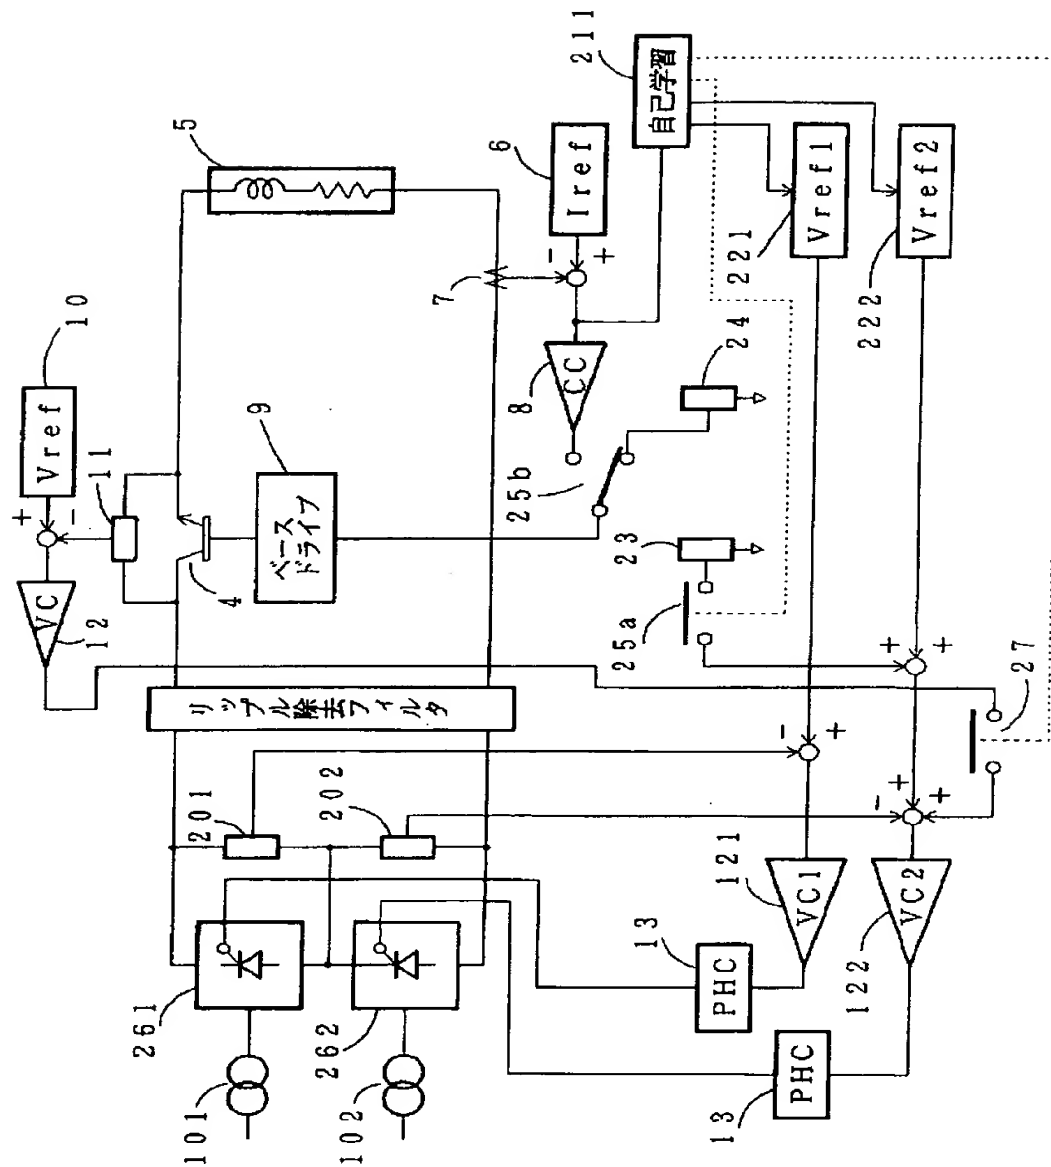 10
Vref
11
+
-
VC
12
5
4
9
ベース
ドライブ
7
6
Iref
-
+
8
CC
211
自己学習
25b
24
23
25a
Vref1
221
Vref2
222
リップル除去フィルタ
201
202
-
+
+
+
-
+
+
27
261
262
101
102
13
PHC
13
PHC
121
VC1
122
VC2